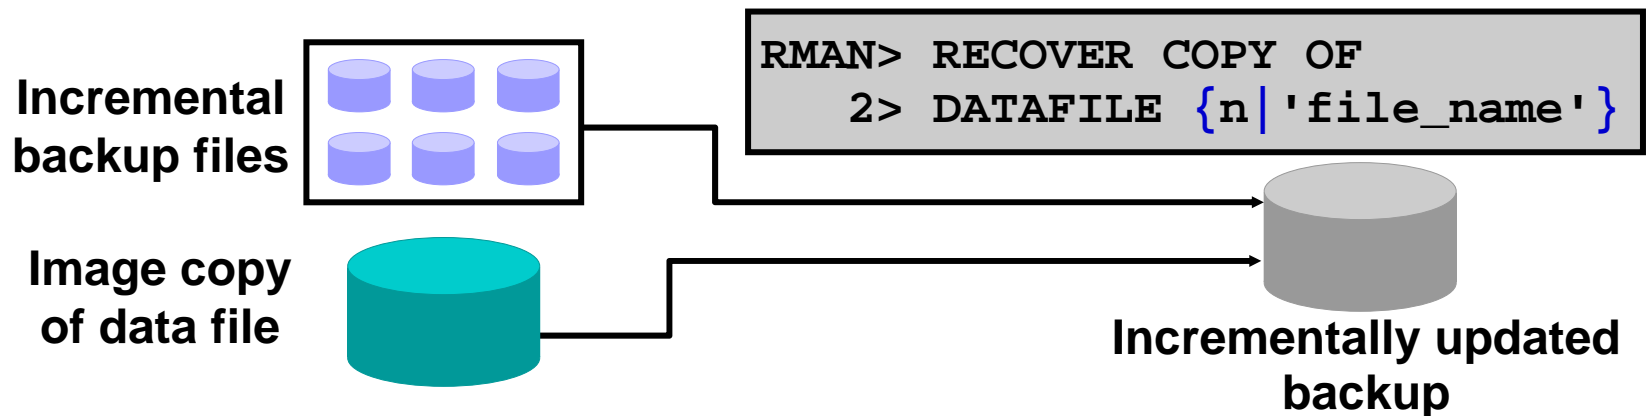 RMAN> RECOVER COPY OF
2> DATAFILE {n|'file_name'}
Incremental
backup files
Image copy
of data file
Incrementally updated
backup